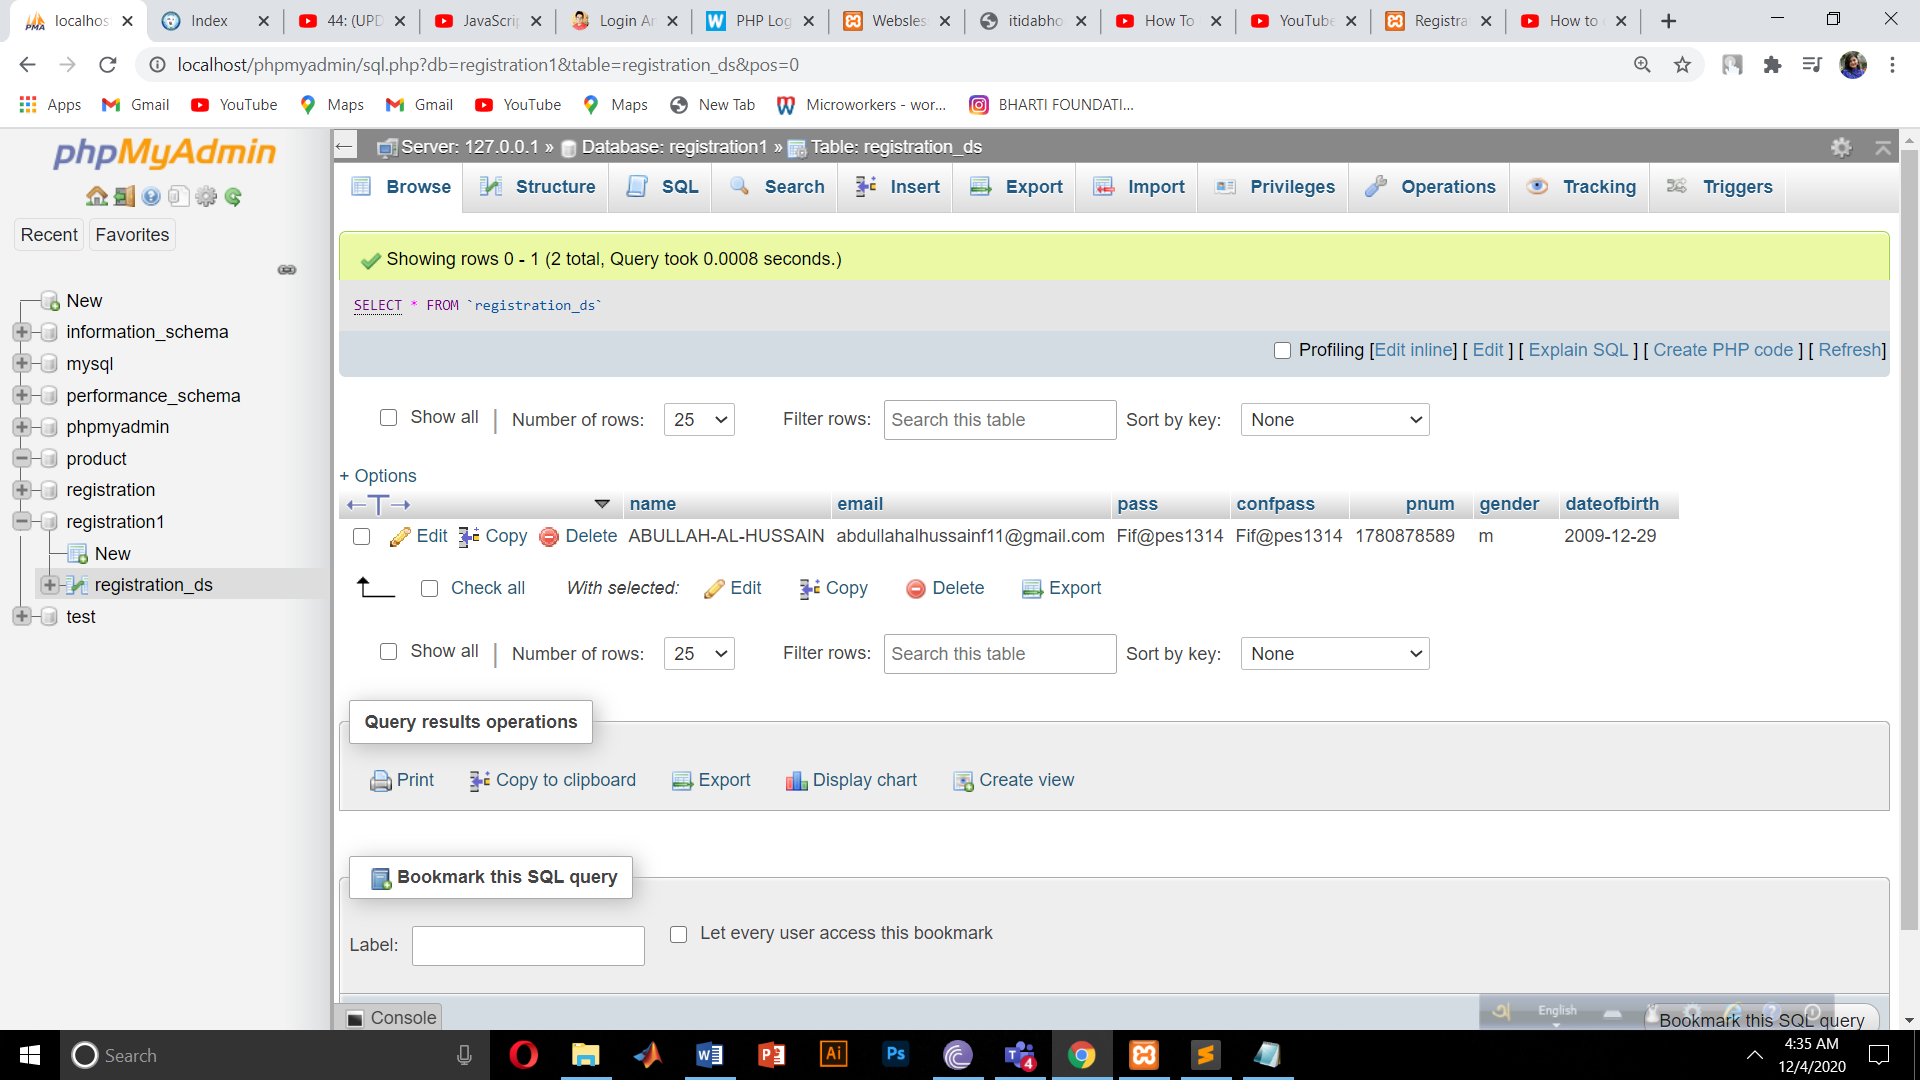 localhos
Index
44: (UPD
JavaScrip
Login An
PHP Log
Websles
itidabho
How To
YouTube
Registra
How to
localhost/phpmyadmin/sql.php?db=registration1&table=registration_ds&pos=0
Apps Gmail YouTube Maps Gmail YouTube Maps New Tab Microworkers - wor... BHARTI FOUNDATI...
phpMyAdmin
Recent Favorites
New
information_schema
mysql
performance_schema
phpmyadmin
product
registration
registration1
New
registration_ds
test
Server: 127.0.0.1 » Database: registration1 » Table: registration_ds
Browse Structure SQL Search Insert Export Import Privileges Operations Tracking Triggers
Showing rows 0 - 1 (2 total, Query took 0.0008 seconds.)
SELECT * FROM `registration_ds`
Profiling [Edit inline] [ Edit ] [ Explain SQL ] [ Create PHP code ] [ Refresh]
Show all | Number of rows: 25 Filter rows: Search this table Sort by key: None
+ Options
←T→ name email pass confpass pnum gender dateofbirth
Edit Copy Delete ABULLAH-AL-HUSSAIN abdullahalhussainf11@gmail.com Fif@pes1314 Fif@pes1314 1780878589 m 2009-12-29
Check all With selected: Edit Copy Delete Export
Show all | Number of rows: 25 Filter rows: Search this table Sort by key: None
Query results operations
Print Copy to clipboard Export Display chart Create view
Bookmark this SQL query
Label: Let every user access this bookmark
Console
English
Bookmark this SQL query
Search
4
4:35 AM
12/4/2020